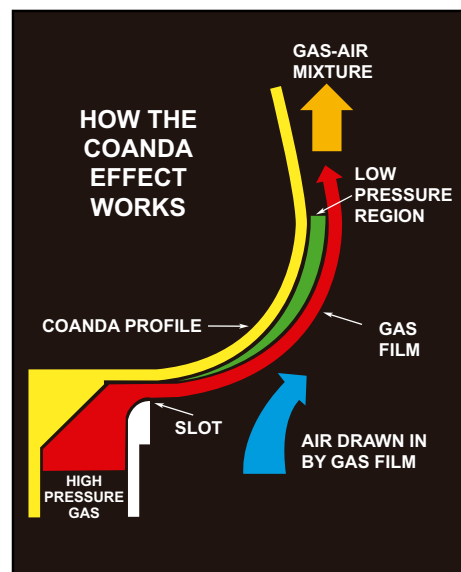 GAS-AIR
MIXTURE
HOW THE
COANDA
EFFECT
WORKS
LOW
PRESSURE
REGION
COANDA PROFILE
GAS
FILM
SLOT
AIR DRAWN IN
BY GAS FILM
HIGH
PRESSURE
GAS